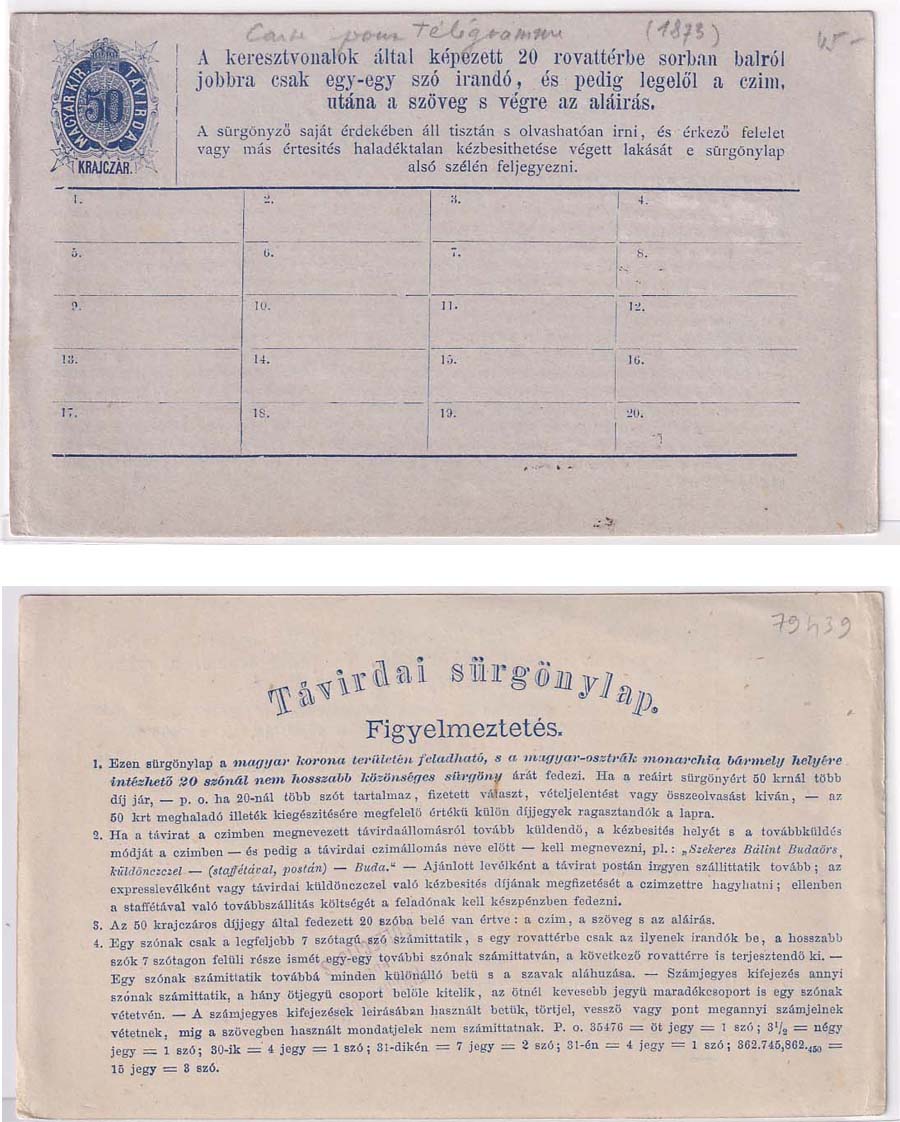 Carte pour Télégramme (1873) 45-
MAGYAR. KIR. TÁVIRDA
50
KRAJCZÁR.
A keresztvonalok által képezett 20 rovattérbe sorban balról
jobbra csak egy-egy szó irandó, és pedig legelől a czim,
utána a szöveg s végre az aláirás.
A sürgönyző saját érdekében áll tisztán s olvashatóan irni, és érkező felelet
vagy más értesités haladéktalan kézbesithetése végett lakását e sürgönylap
alsó szélén feljegyezni.
1. 2. 3. 4.
5. 6. 7. 8.
9. 10. 11. 12.
13. 14. 15. 16.
17. 18. 19. 20.
79439
Távirdai sürgönylap.
Figyelmeztetés.
1. Ezen sürgönylap a magyar korona területén feladható, s a magyar-osztrák monarchia bármely helyére
intézhető 20 szónál nem hosszabb közönséges sürgöny árát fedezi. Ha a reáirt sürgönyért 50 krnál több
díj jár, — p. o. ha 20-nál több szót tartalmaz, fizetett választ, vételjelentést vagy összeolvasást kiván, — az
50 krt meghaladó illeték kiegészitésére megfelelő értékü külön díjjegyek ragasztandók a lapra.
2. Ha a távirat a czimben megnevezett távirdaállomásról tovább küldendő, a kézbesités helyét s a továbbküldés
módját a czimben — és pedig a távirdai czimállomás neve előtt — kell megnevezni, pl.: „Szekeres Bálint Budaörs,
küldönczczel — (staffétával, postán) — Buda." — Ajánlott levélként a távirat postán ingyen szállittatik tovább; az
expresslevélként vagy távirdai küldönczczel való kézbesités díjának megfizetését a czimzettre hagyhatni; ellenben
a staffétával való továbbszállitás költségét a feladónak kell készpénzben fedezni.
3. Az 50 krajczáros díjjegy által fedezett 20 szóba belé van értve: a czim, a szöveg s az aláirás.
4. Egy szónak csak a legfeljebb 7 szótagu szó számittatik, s egy rovattérbe csak az ilyenek irandók be, a hosszabb
szók 7 szótagon felüli része ismét egy-egy további szónak számittatván, a következő rovattérre is terjesztendő ki. —
Egy szónak számittatik továbbá minden különálló betü s a szavak aláhuzása. — Számjegyes kifejezés annyi
szónak számittatik, a hány ötjegyü csoport belőle kitelik, az ötnél kevesebb jegyü maradékcsoport is egy szónak
vétetvén. — A számjegyes kifejezések leirásában használt betük, törtjel, vessző vagy pont megannyi számjelnek
vétetnek, mig a szövegben használt mondatjelek nem számittatnak. P. o. 35476 = öt jegy = 1 szó; 3 1/2 = négy
jegy = 1 szó; 30-ik = 4 jegy = 1 szó; 31-dikén = 7 jegy = 2 szó; 31-én = 4 jegy = 1 szó; 362.745,862.450 =
15 jegy = 3 szó.